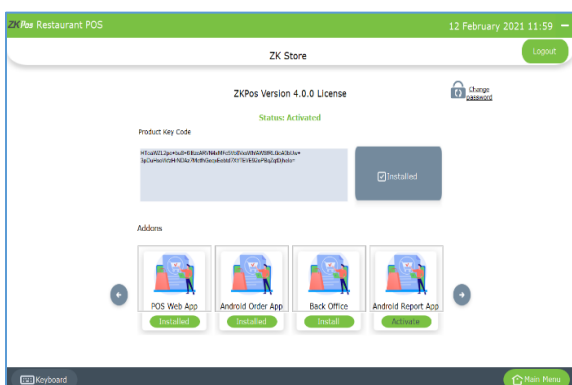 ZKPos Restaurant POS
12 February 2021 11:59
ZK Store
Logout
ZKPos Version 4.0.0 License
Change
password
Status: Activated
Product Key Code
Installed
Addons
POS Web App
Android Order App
Back Office
Android Report App
Installed
Installed
Install
Activate
Keyboard
Main Menu